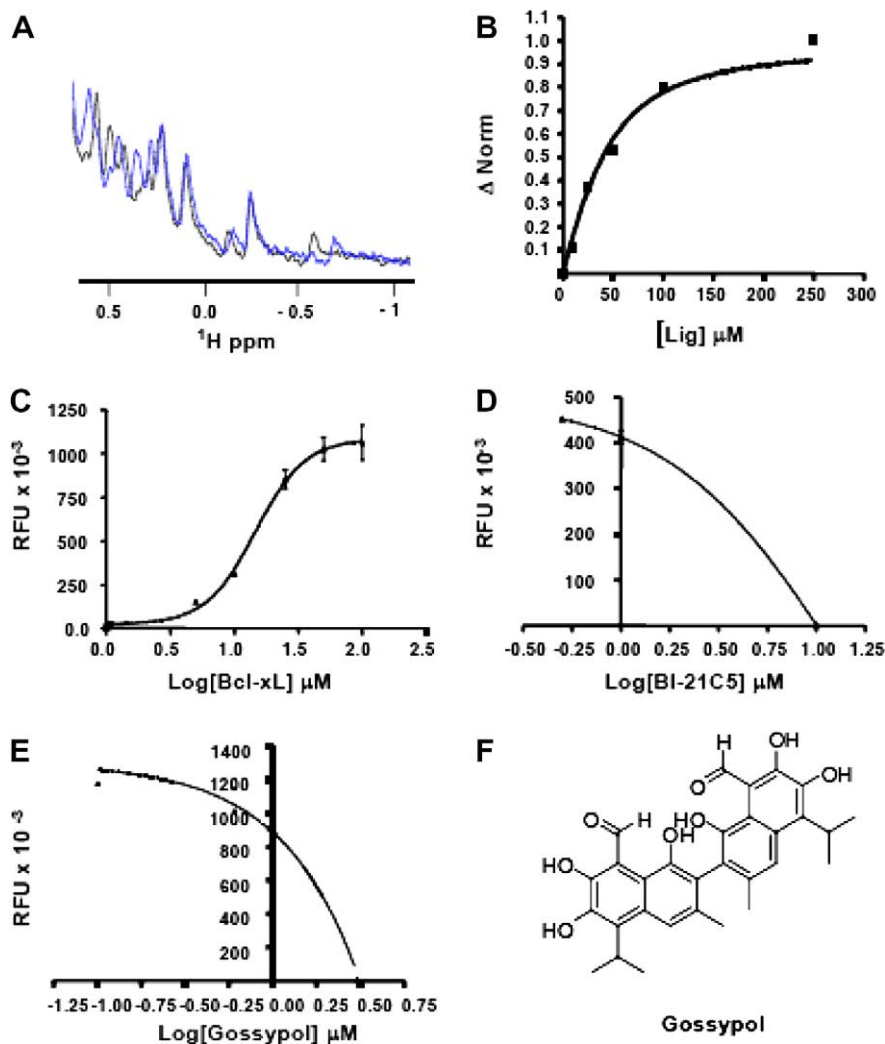 A
0.5 0.0 - 0.5 - 1
¹H ppm
B
1.1
1.0
0.9
0.8
0.7
0.6
0.5
0.4
0.3
0.2
0.1
Δ Norm
0 50 100 150 200 250 300
[Lig] μM
C
1250
1000
750
500
250
0.0
RFU x 10⁻³
0.0 0.5 1.0 1.5 2.0 2.5
Log[Bcl-xL] μM
D
500
400
300
200
100
RFU x 10⁻³
-0.50 -0.25 0.00 0.25 0.50 0.75 1.00 1.25
Log[BI-21C5] μM
E
1400
1200
1000
800
600
400
200
RFU x 10⁻³
-1.25 -1.00 -0.75 -0.50 -0.25 0.00 0.25 0.50 0.75
Log[Gossypol] μM
F
H
OH
O
OH
O
H
OH
HO
HO
HO
Gossypol